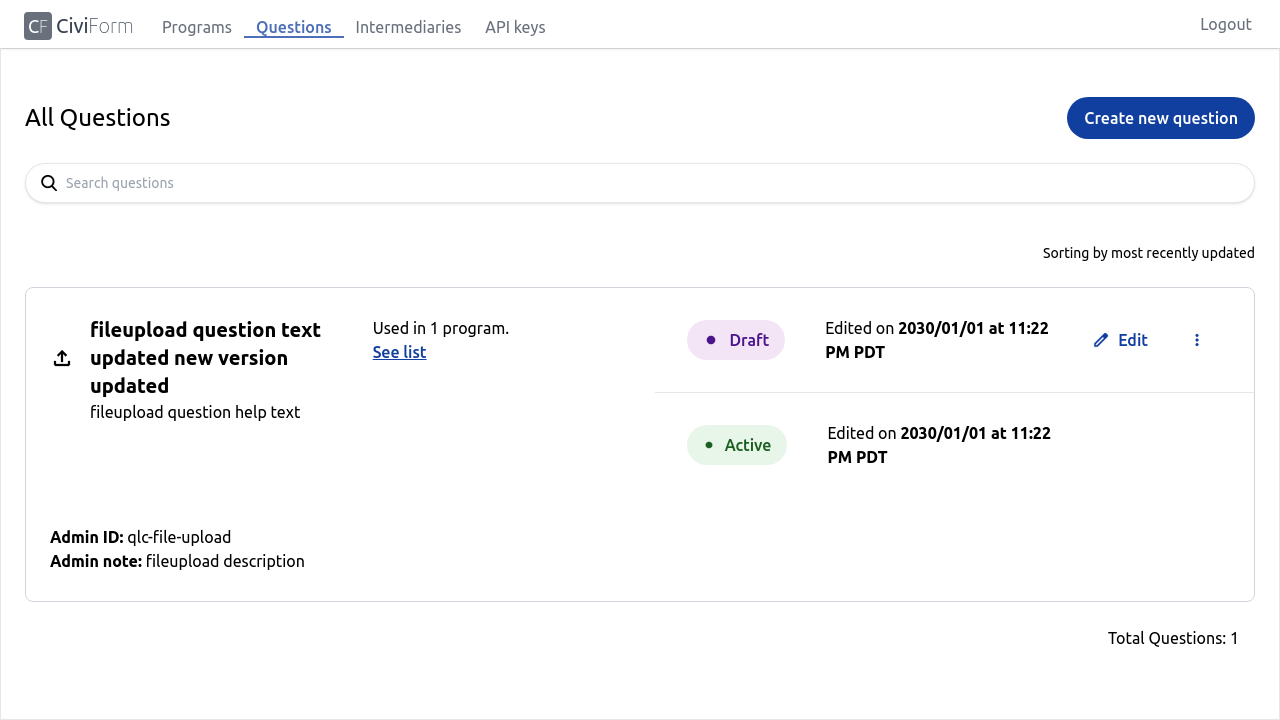 CF CiviForm Programs Questions Intermediaries API keys Logout
All Questions
Create new question
Search questions
Sorting by most recently updated
fileupload question text
updated new version
updated
fileupload question help text
Used in 1 program.
See list
Draft
Edited on 2030/01/01 at 11:22
PM PDT
Edit
Active
Edited on 2030/01/01 at 11:22
PM PDT
Admin ID: qlc-file-upload
Admin note: fileupload description
Total Questions: 1